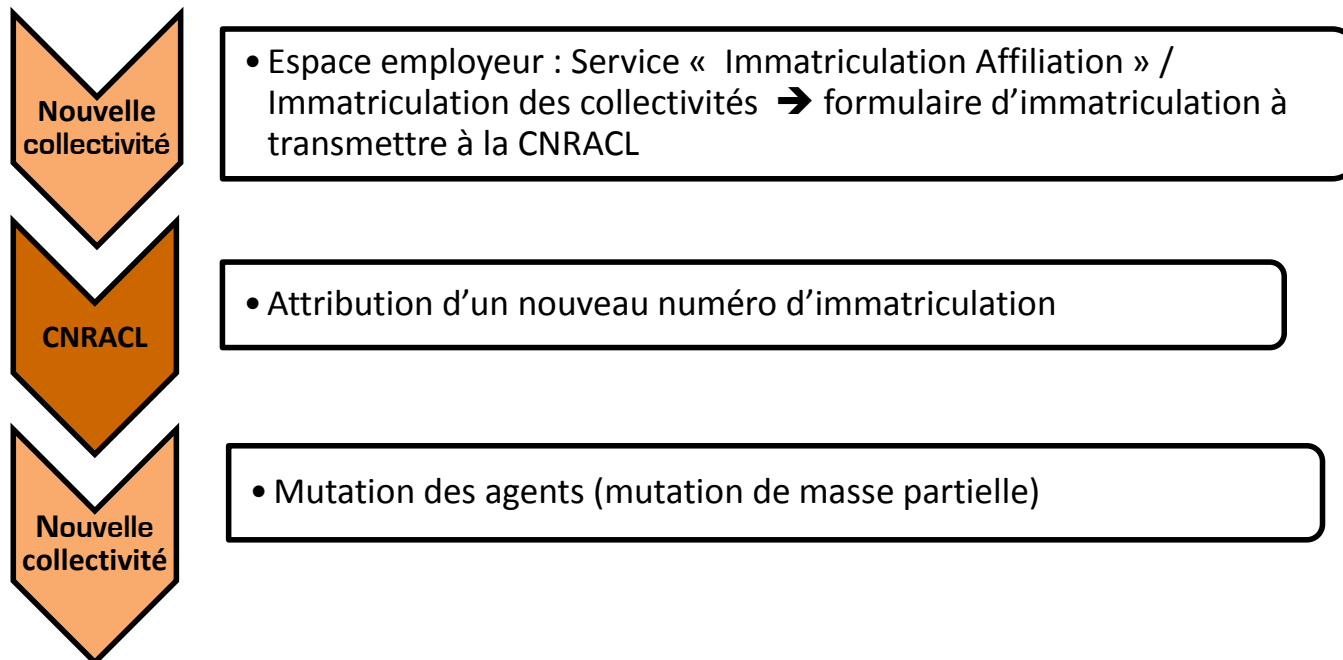 Nouvelle
collectivité
• Espace employeur : Service « Immatriculation Affiliation » /
Immatriculation des collectivités ➔ formulaire d’immatriculation à
transmettre à la CNRACL
CNRACL
• Attribution d’un nouveau numéro d’immatriculation
Nouvelle
collectivité
• Mutation des agents (mutation de masse partielle)